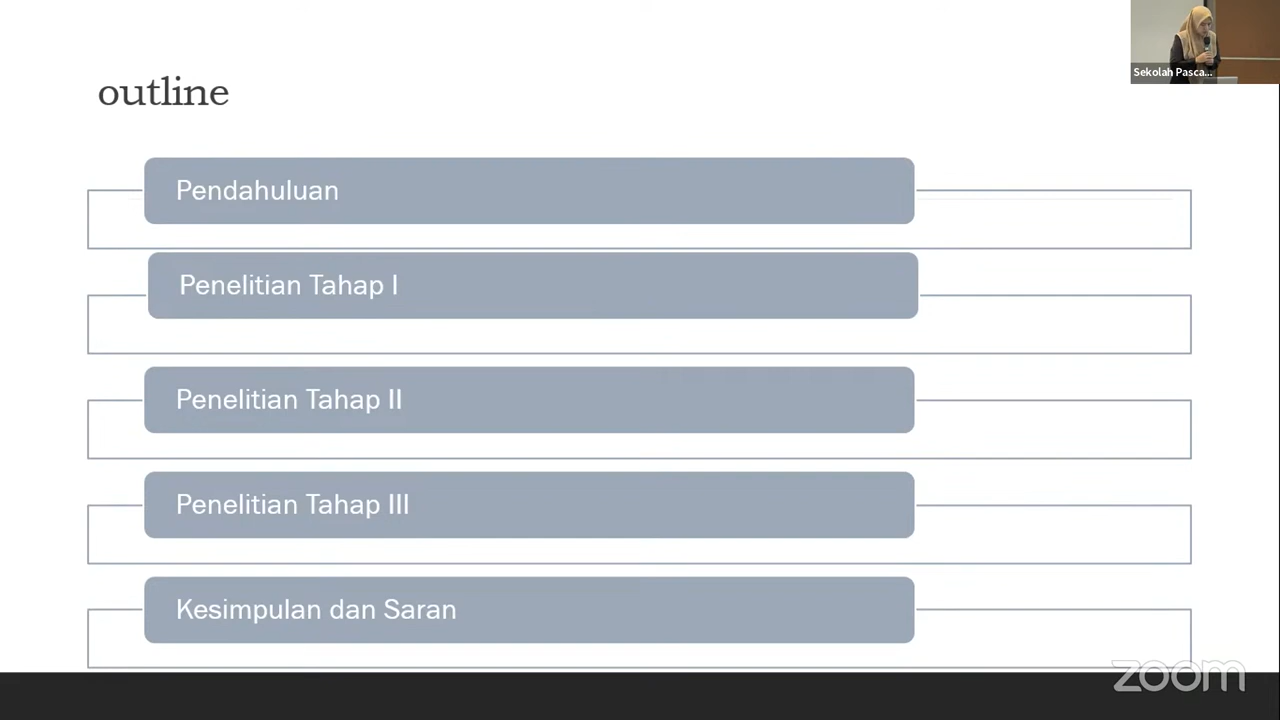 Sekolah Pasca...
outline
Pendahuluan
Penelitian Tahap I
Penelitian Tahap II
Penelitian Tahap III
Kesimpulan dan Saran
zoom